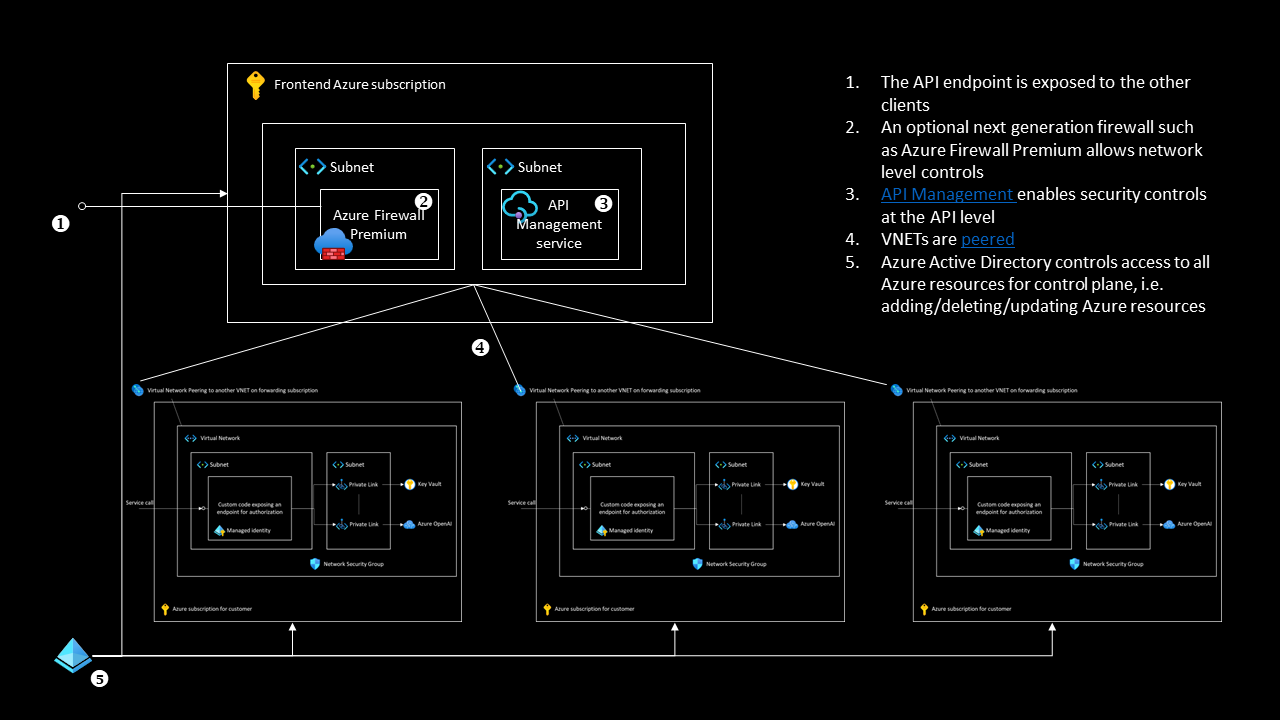 Frontend Azure subscription
Subnet
Subnet
2
Azure Firewall
Premium
3
API
Management
service
1
1. The API endpoint is exposed to the other
clients
2. An optional next generation firewall such
as Azure Firewall Premium allows network
level controls
3. API Management enables security controls
at the API level
4. VNETs are peered
5. Azure Active Directory controls access to all
Azure resources for control plane, i.e.
adding/deleting/updating Azure resources
4
Virtual Network Peering to another VNET on forwarding subscription
Virtual Network
Subnet
Subnet
Private Link
Key Vault
Service call
Custom code exposing an
endpoint for authorization
Private Link
Azure OpenAI
Managed identity
Network Security Group
Azure subscription for customer
Virtual Network Peering to another VNET on forwarding subscription
Virtual Network
Subnet
Subnet
Private Link
Key Vault
Service call
Custom code exposing an
endpoint for authorization
Private Link
Azure OpenAI
Managed identity
Network Security Group
Azure subscription for customer
Virtual Network Peering to another VNET on forwarding subscription
Virtual Network
Subnet
Subnet
Private Link
Key Vault
Service call
Custom code exposing an
endpoint for authorization
Private Link
Azure OpenAI
Managed identity
Network Security Group
Azure subscription for customer
5